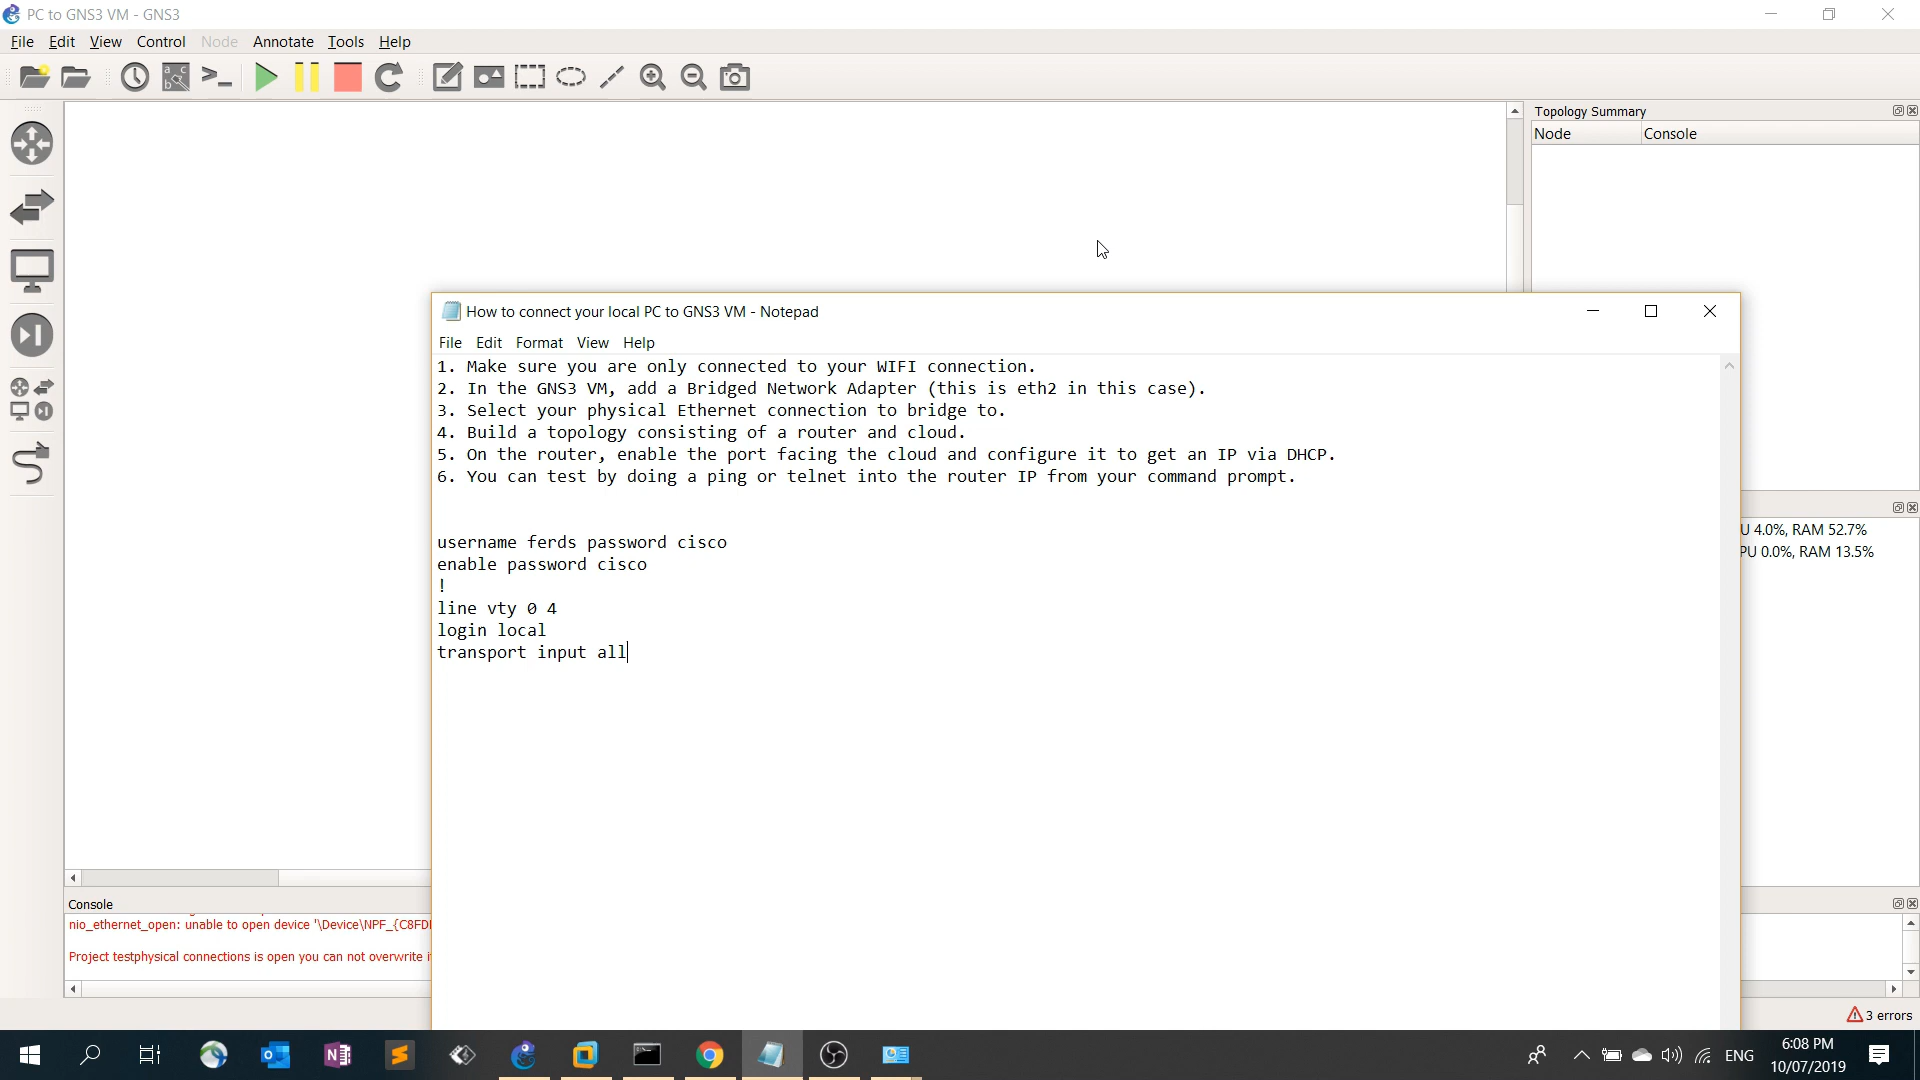 PC to GNS3 VM - GNS3
File Edit View Control Node Annotate Tools Help
Topology Summary
Node Console
How to connect your local PC to GNS3 VM - Notepad
File Edit Format View Help
1. Make sure you are only connected to your WIFI connection.
2. In the GNS3 VM, add a Bridged Network Adapter (this is eth2 in this case).
3. Select your physical Ethernet connection to bridge to.
4. Build a topology consisting of a router and cloud.
5. On the router, enable the port facing the cloud and configure it to get an IP via DHCP.
6. You can test by doing a ping or telnet into the router IP from your command prompt.
username ferds password cisco
enable password cisco
!
line vty 0 4
login local
transport input all
U 4.0%, RAM 52.7%
PU 0.0%, RAM 13.5%
Console
nio_ethernet_open: unable to open device '\Device\NPF_{C8FD
Project testphysical connections is open you can not overwrite i
3 errors
ENG
6:08 PM
10/07/2019